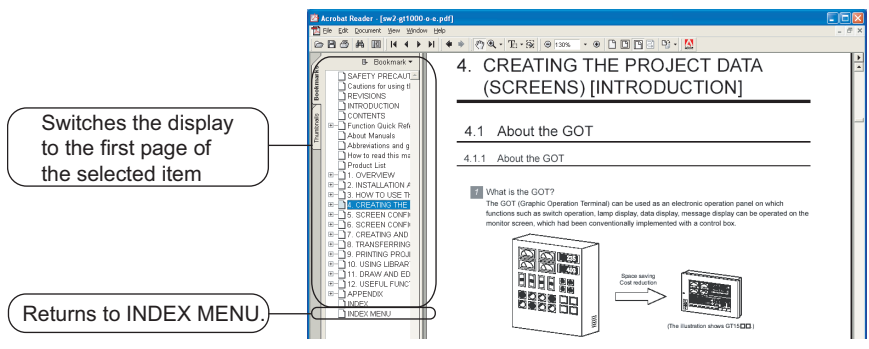 Acrobat Reader - [sw2-gt1000-o-e.pdf]
File Edit Document View Window Help
130%
Bookmarks
Thumbnails
Bookmark
SAFETY PRECAUT
Cautions for using th
REVISIONS
INTRODUCTION
CONTENTS
Function Quick Refe
About Manuals
Abbreviations and g
How to read this ma
Product List
1. OVERVIEW
2. INSTALLATION A
3. HOW TO USE TH
4. CREATING THE
5. SCREEN CONFI
6. SCREEN CONFI
7. CREATING AND
8. TRANSFERRING
9. PRINTING PROJ
10. USING LIBRAR
11. DRAW AND ED
12. USEFUL FUNC
APPENDIX
INDEX
INDEX MENU
Switches the display
to the first page of
the selected item
Returns to INDEX MENU.
4. CREATING THE PROJECT DATA
(SCREENS) [INTRODUCTION]
4.1 About the GOT
4.1.1 About the GOT
1 What is the GOT?
The GOT (Graphic Operation Terminal) can be used as an electronic operation panel on which
functions such as switch operation, lamp display, data display, message display can be operated on the
monitor screen, which had been conventionally implemented with a control box.
Space saving
Cost reduction
(The illustration shows GT15□□.)